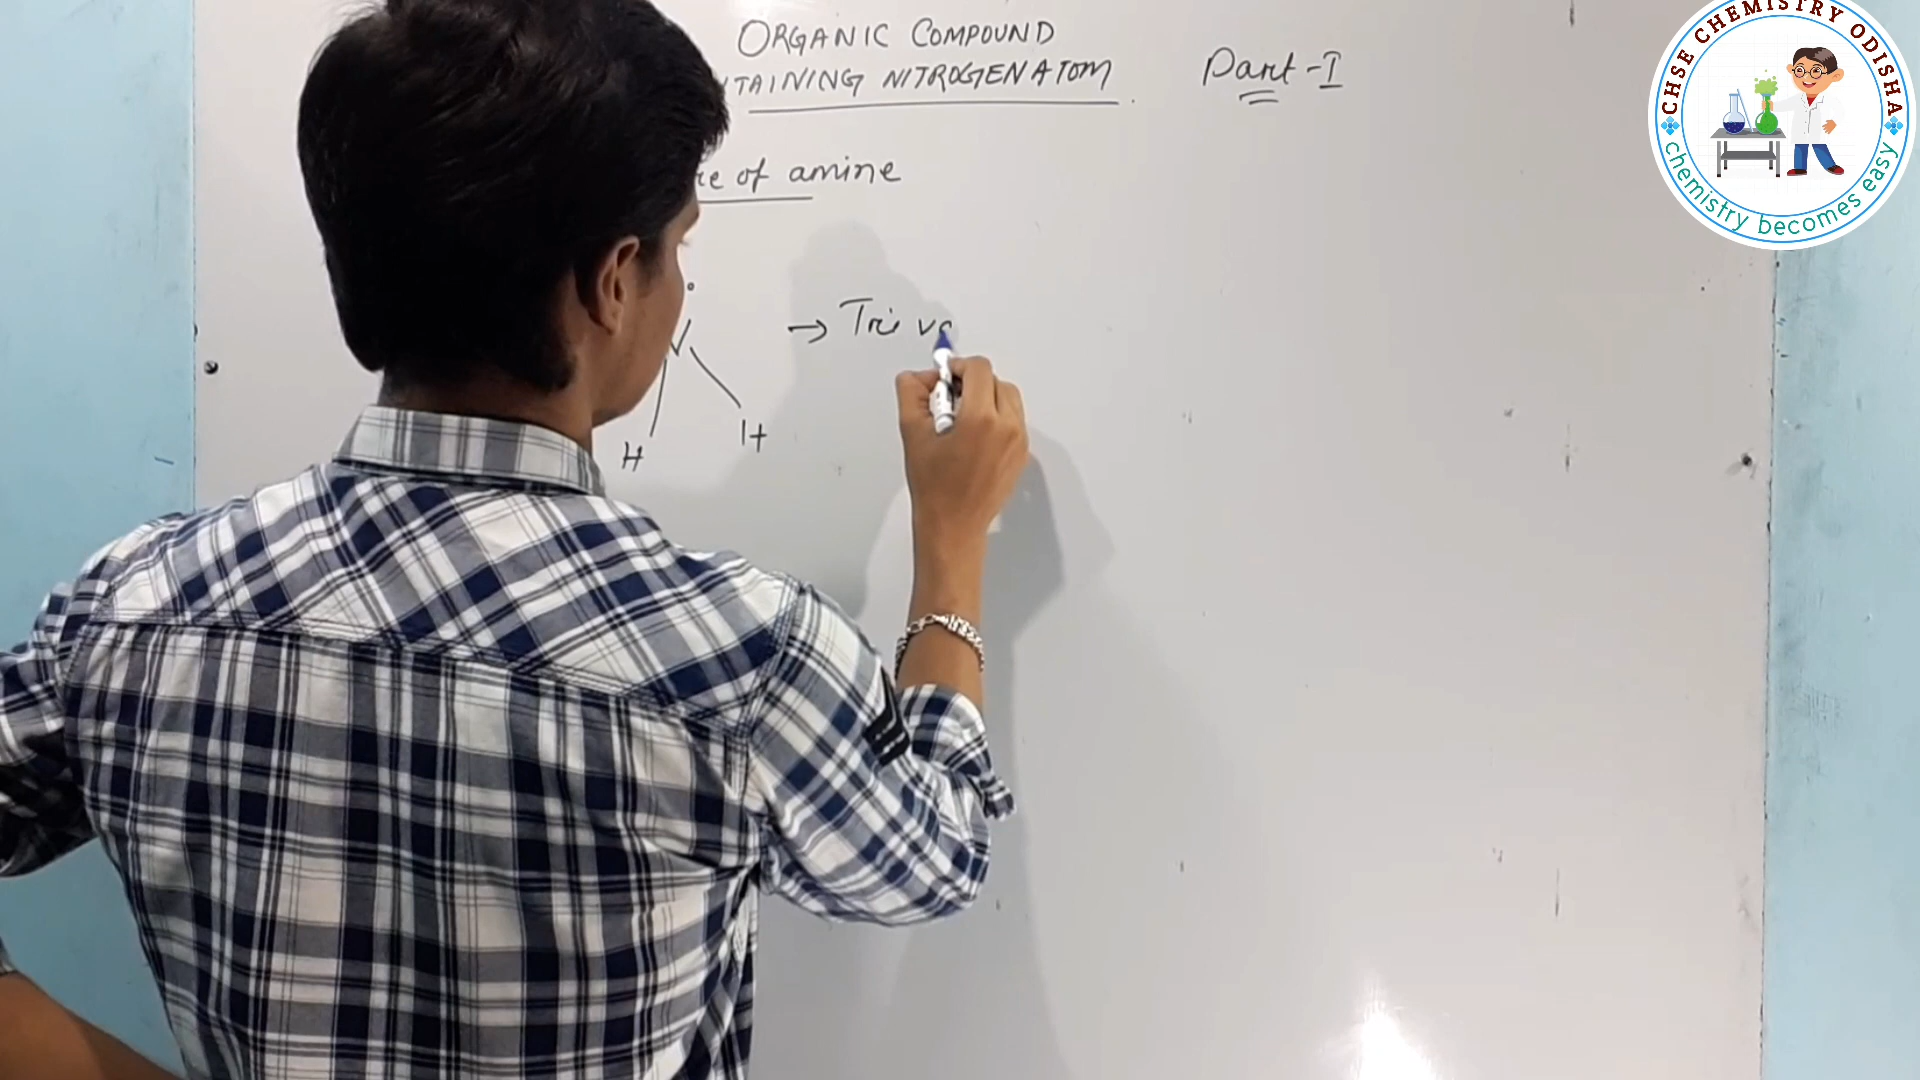 ORGANIC COMPOUND
TAINING NITROGEN ATOM
Part-I
of amine
→ Tri va
H
H
CHSE CHEMISTRY ODISHA
chemistry becomes easy